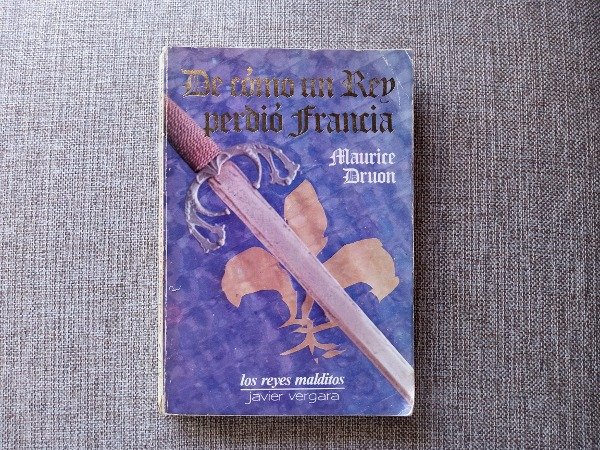 De cómo un Rey
perdió Francia
Maurice
Druon
los reyes malditos
javier vergara